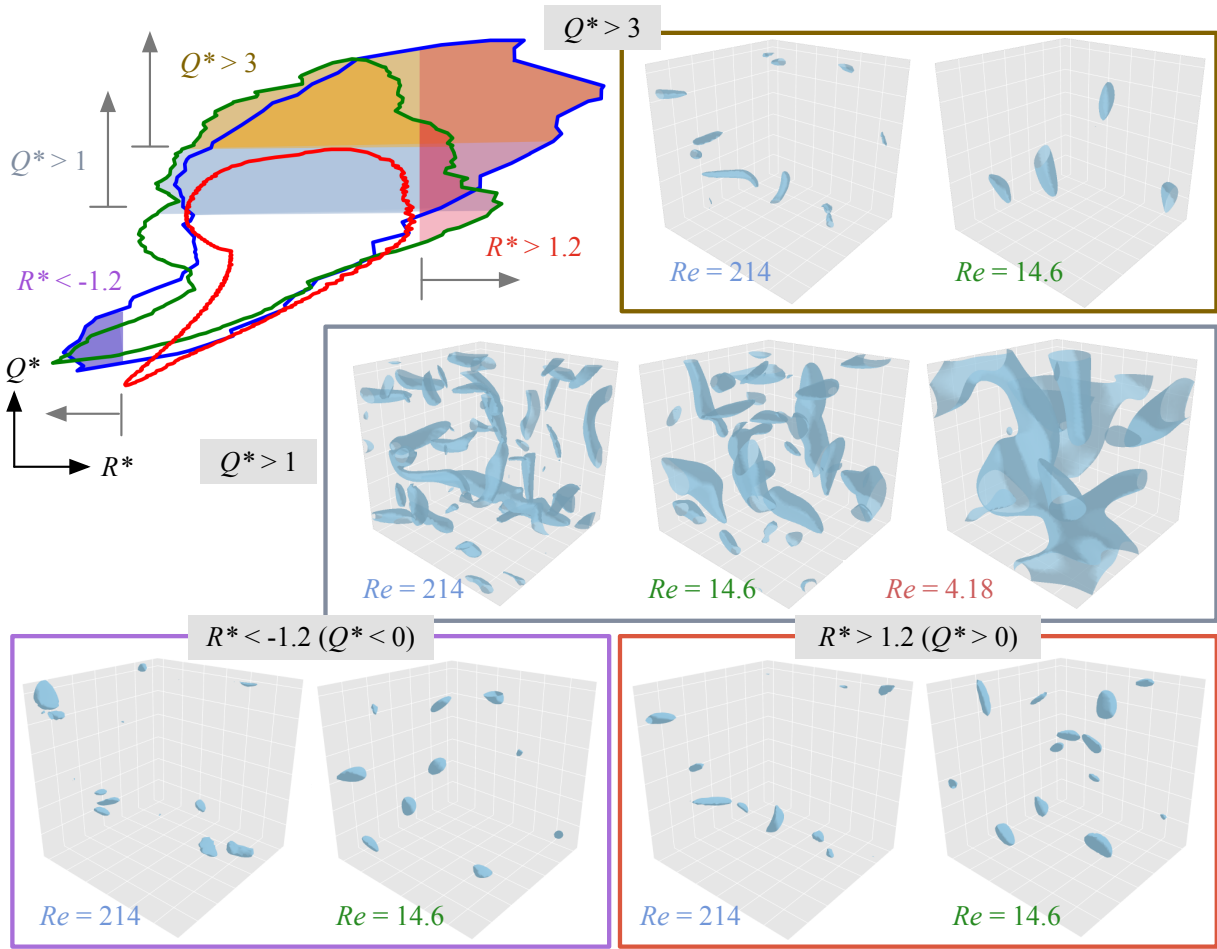 Q* > 3
Q* > 3
Q* > 1
R* > 1.2
R* < -1.2
Re = 214
Re = 14.6
Q*
R*
Q* > 1
Re = 214
Re = 14.6
Re = 4.18
R* < -1.2 (Q* < 0)
R* > 1.2 (Q* > 0)
Re = 214
Re = 14.6
Re = 214
Re = 14.6